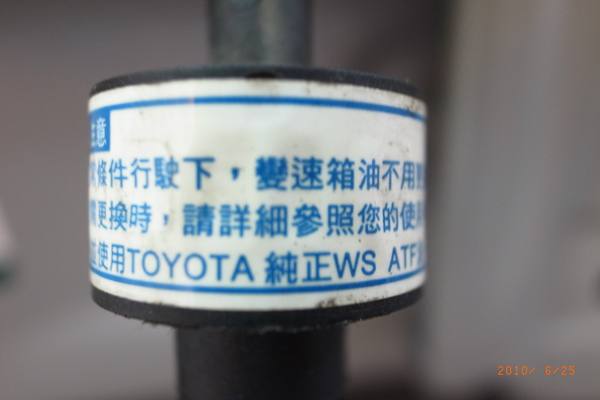 意
條件行駛下，變速箱油不用
更換時，請詳細參照您的使
使用TOYOTA 純正WS ATF
2010/ 6/25